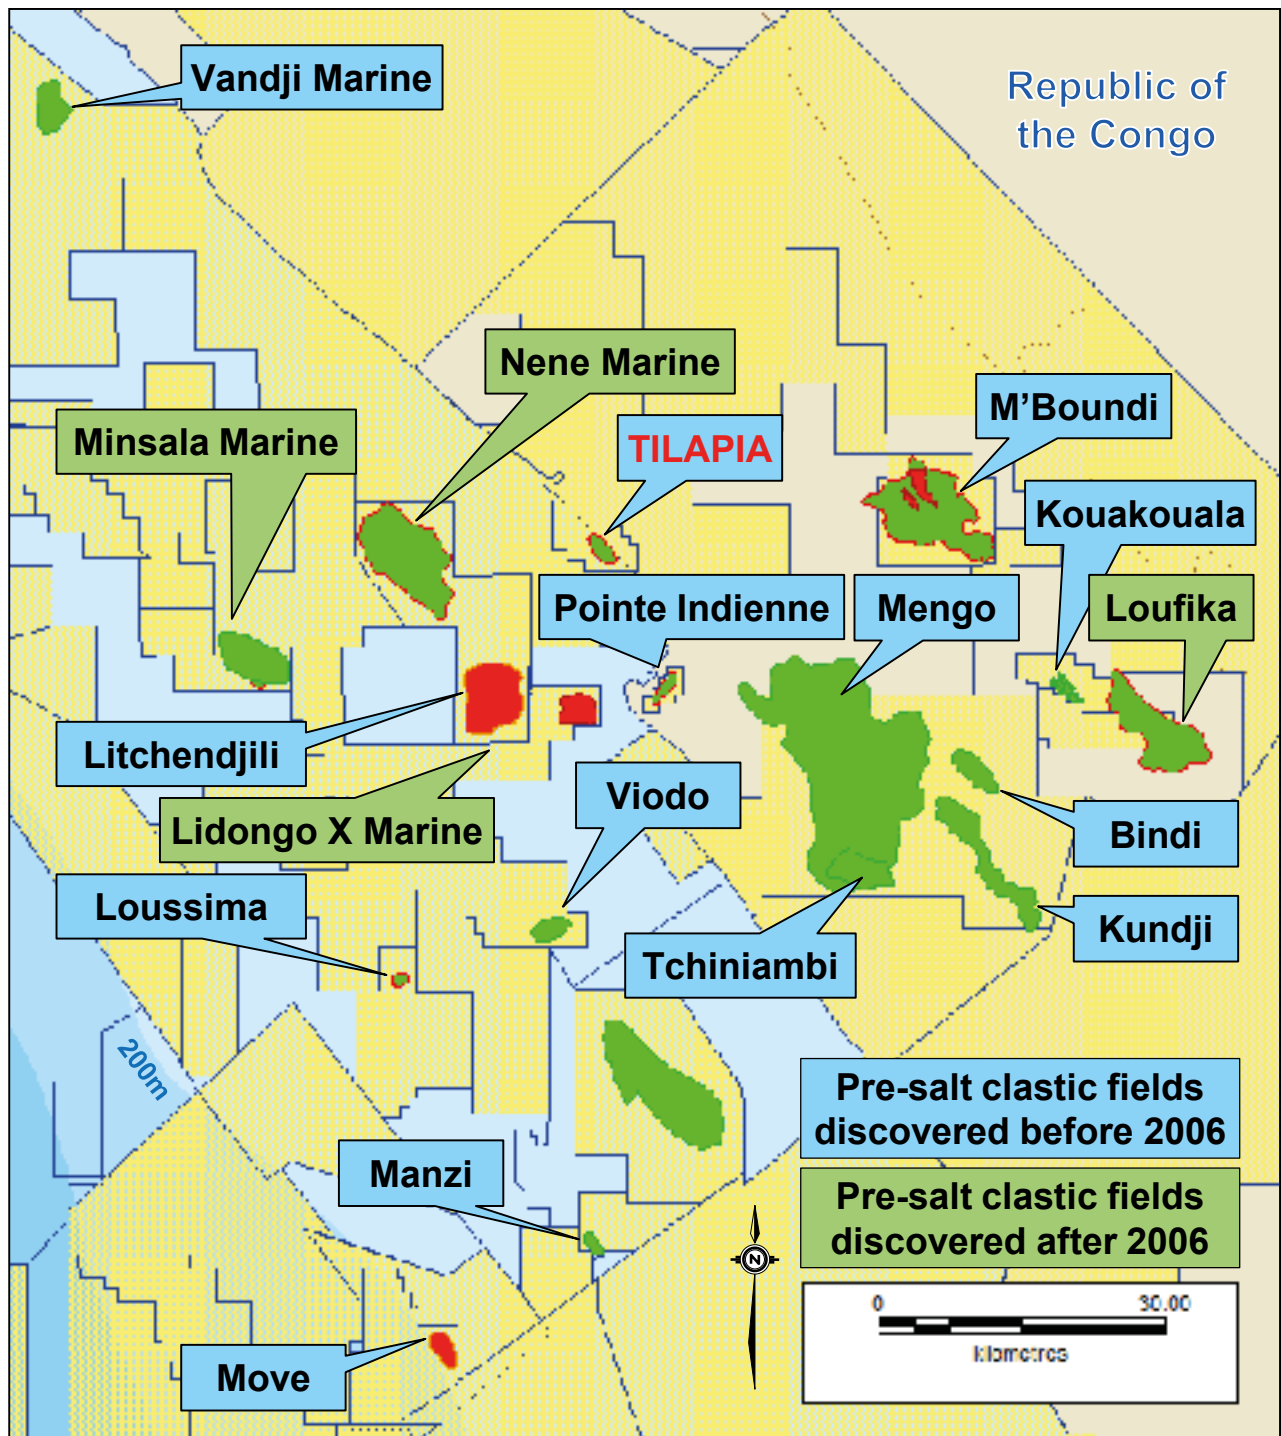 Vandji Marine
Republic of
the Congo
Nene Marine
M'Boundi
Minsala Marine
TILAPIA
Kouakouala
Pointe Indienne
Mengo
Loufika
Litchendjili
Viodo
Lidongo X Marine
Bindi
Loussima
Kundji
Tchiniambi
200m
Pre-salt clastic fields
discovered before 2006
Manzi
Pre-salt clastic fields
discovered after 2006
N
0 30.00
kilometres
Move